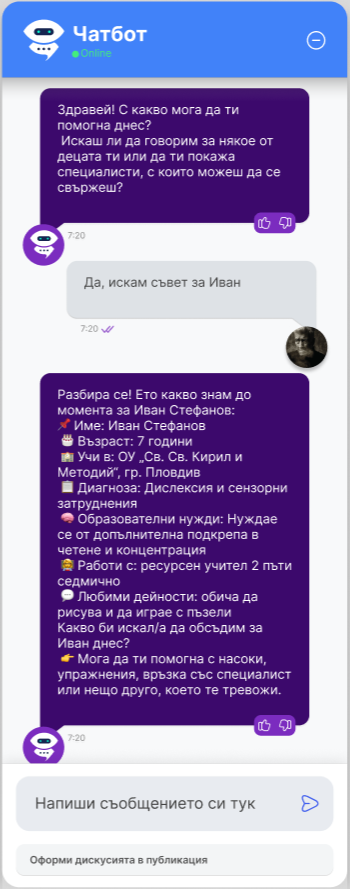 Чатбот
Online
Здравей! С какво мога да ти
помогна днес?
Искаш ли да говорим за някое от
децата ти или да ти покажа
специалисти, с които можеш да се
свържеш?
7:20
Да, искам съвет за Иван
7:20
Разбира се! Ето какво знам до
момента за Иван Стефанов:
📌 Име: Иван Стефанов
🎂 Възраст: 7 години
🏫 Учи в: ОУ „Св. Св. Кирил и
Методий“, гр. Пловдив
📋 Диагноза: Дислексия и сензорни
затруднения
🧠 Образователни нужди: Нуждае
се от допълнителна подкрепа в
четене и концентрация
🧑‍🏫 Работи с: ресурсен учител 2 пъти
седмично
💬 Любими дейности: обича да
рисува и да играе с пъзели
Какво би искал/а да обсъдим за
Иван днес?
👉 Мога да ти помогна с насоки,
упражнения, връзка със специалист
или нещо друго, което те тревожи.
7:20
Напиши съобщението си тук
Оформи дискусията в публикация